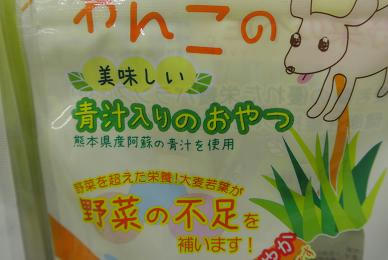 わんこの
美味しい
青汁入りのおやつ
熊本県産阿蘇の青汁を使用
野菜を超えた栄養!大麦若葉が
野菜の不足を
補います!
やか